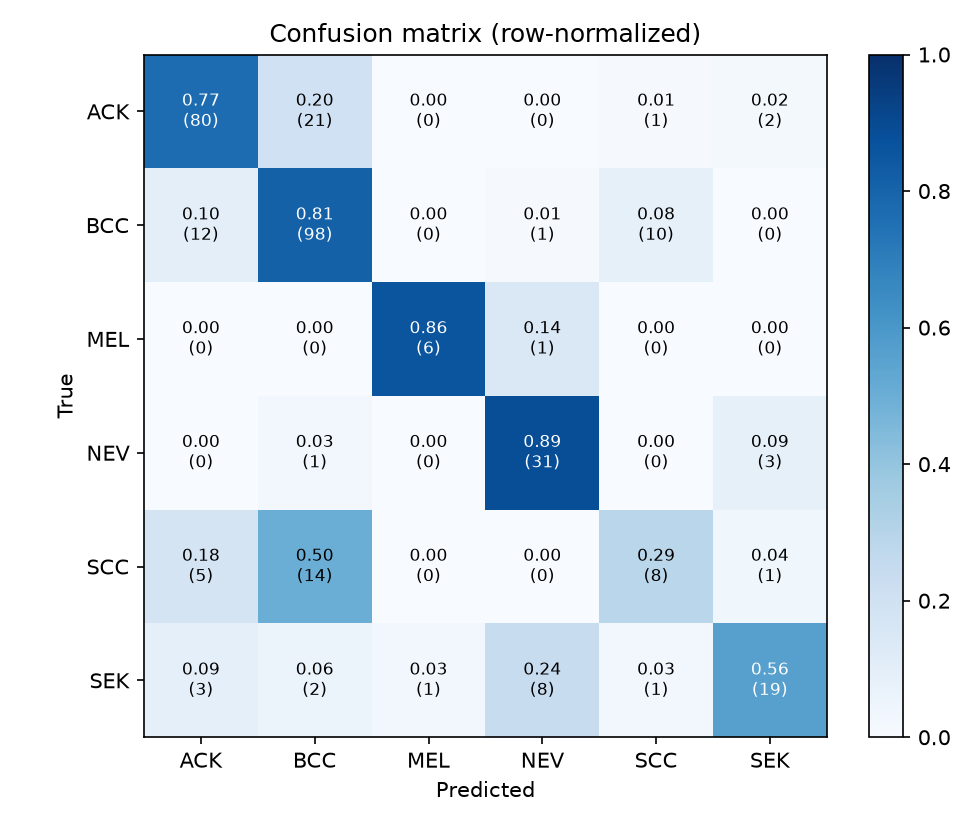 Confusion matrix (row-normalized)
1.0
ACK 0.77 0.20 0.00 0.00 0.01 0.02
(80) (21) (0) (0) (1) (2)
0.8
BCC 0.10 0.81 0.00 0.01 0.08 0.00
(12) (98) (0) (1) (10) (0)
MEL 0.00 0.00 0.86 0.14 0.00 0.00
(0) (0) (6) (1) (0) (0)
0.6
True
NEV 0.00 0.03 0.00 0.89 0.00 0.09
(0) (1) (0) (31) (0) (3)
0.4
SCC 0.18 0.50 0.00 0.00 0.29 0.04
(5) (14) (0) (0) (8) (1)
0.2
SEK 0.09 0.06 0.03 0.24 0.03 0.56
(3) (2) (1) (8) (1) (19)
0.0
ACK BCC MEL NEV SCC SEK
Predicted